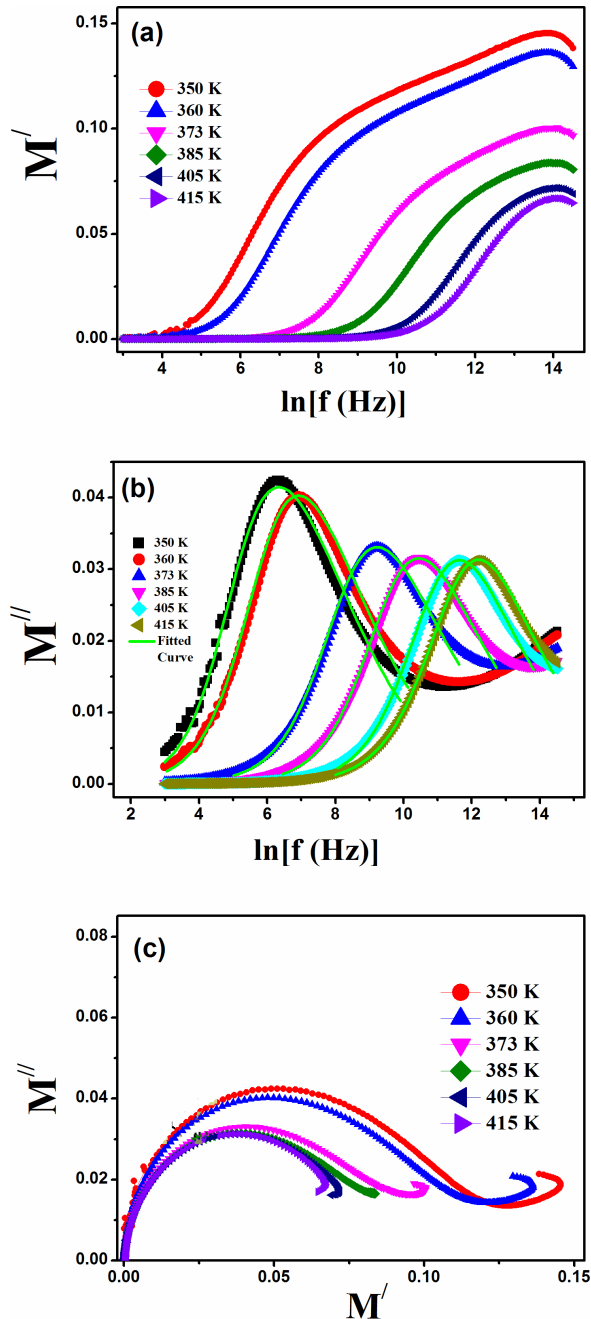 (a)
0.15
0.10
0.05
0.00
M/
350 K
360 K
373 K
385 K
405 K
415 K
4 6 8 10 12 14
ln[f (Hz)]
(b)
0.04
0.03
0.02
0.01
0.00
M//
350 K
360 K
373 K
385 K
405 K
415 K
Fitted
Curve
2 4 6 8 10 12 14
ln[f (Hz)]
(c)
0.08
0.06
0.04
0.02
0.00
M//
350 K
360 K
373 K
385 K
405 K
415 K
0.00 0.05 0.10 0.15
M/